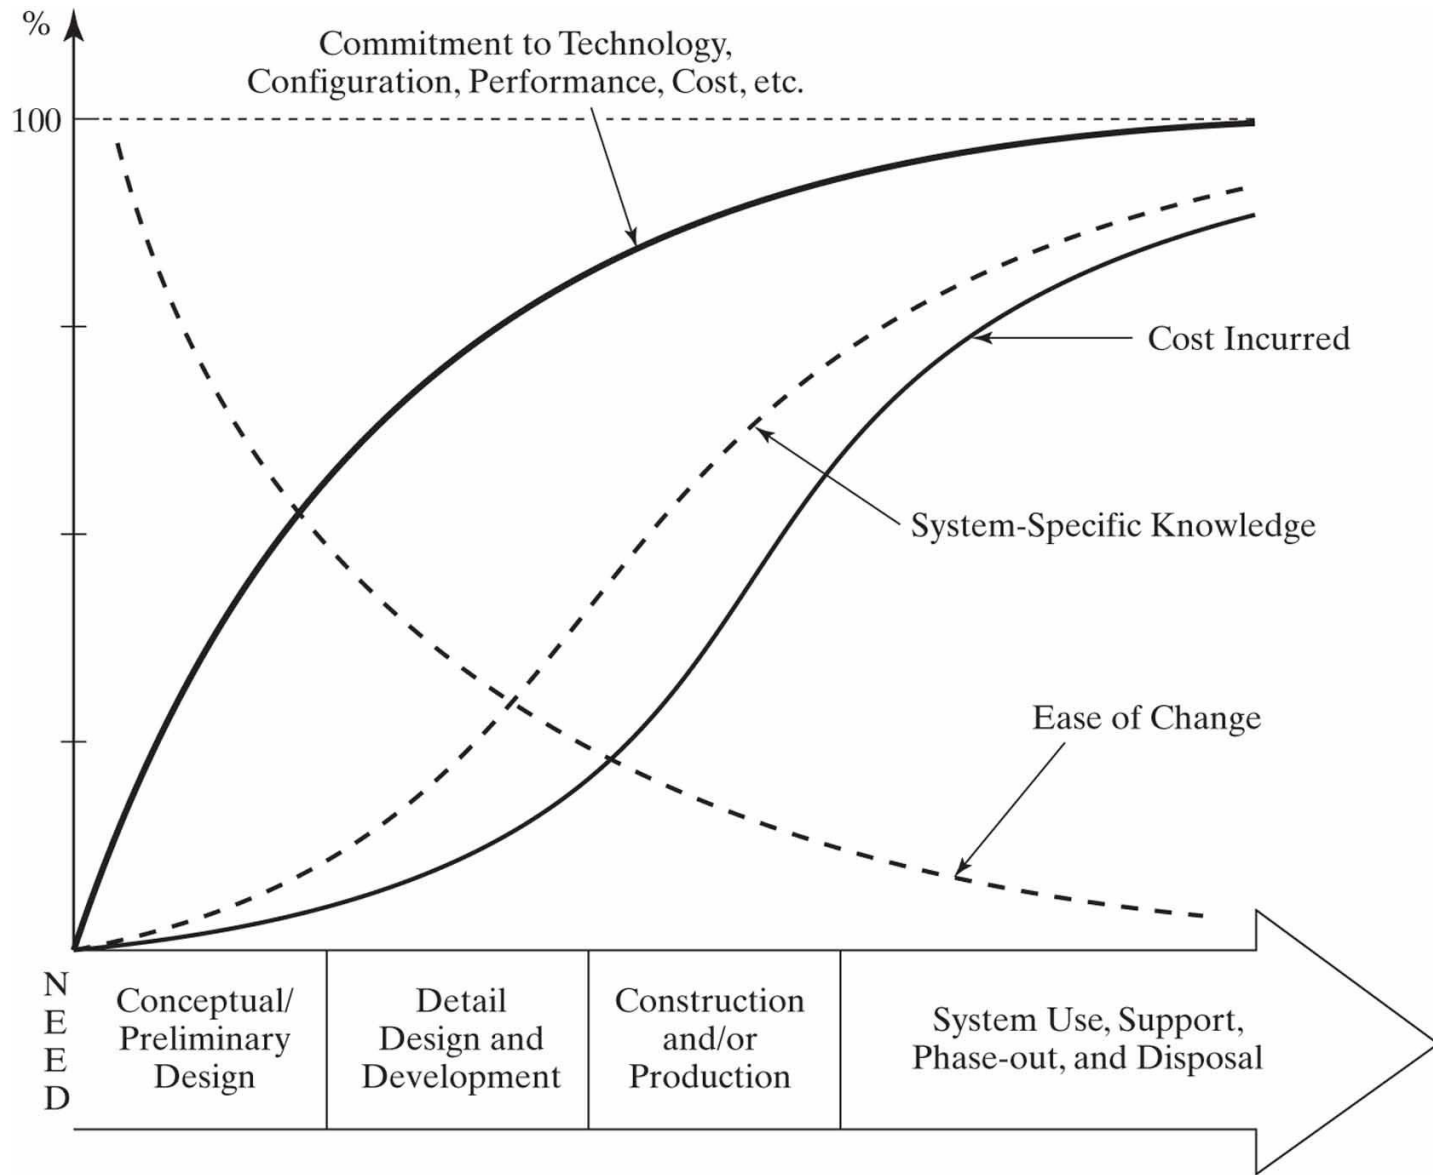 %
Commitment to Technology,
Configuration, Performance, Cost, etc.
100
Cost Incurred
System-Specific Knowledge
Ease of Change
NEED
Conceptual/
Preliminary
Design
Detail
Design and
Development
Construction
and/or
Production
System Use, Support,
Phase-out, and Disposal